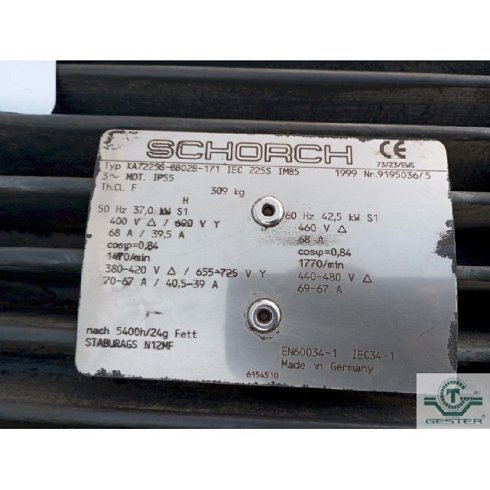 SCHORCH
CE
73/23/EWG
Typ KA7225S-BB02B-171 IEC 225S IMB5
1999 Nr.9195036/5
3~ MOT. IP55
Th.Cl. F 309 kg
H
50 Hz 37,0 kW S1
400 V △ / 690 V Y
68 A / 39,5 A
cosφ=0,84
1470/min
380-420 V △ / 655-725 V Y
70-67 A / 40,5-39 A
60 Hz 42,5 kW S1
460 V △
68 A
cosφ=0,84
1770/min
440-480 V △
69-67 A
nach 5400h/24g Fett
STABURAGS N12MF
EN60034-1 IEC34-1
Made in Germany
6154510
T
GESTER